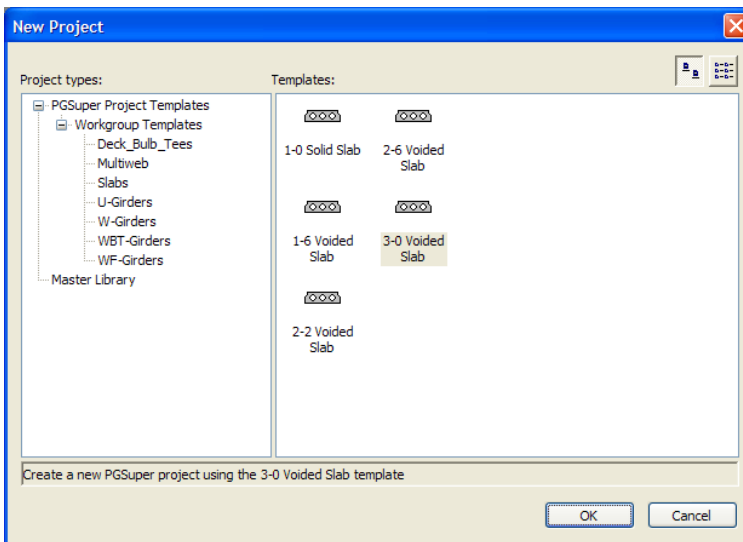 New Project
Project types:
Templates:
PGSuper Project Templates
Workgroup Templates
Deck_Bulb_Tees
Multiweb
Slabs
U-Girders
W-Girders
WBT-Girders
WF-Girders
Master Library
1-0 Solid Slab
2-6 Voided
Slab
1-6 Voided
Slab
3-0 Voided
Slab
2-2 Voided
Slab
Create a new PGSuper project using the 3-0 Voided Slab template
OK
Cancel